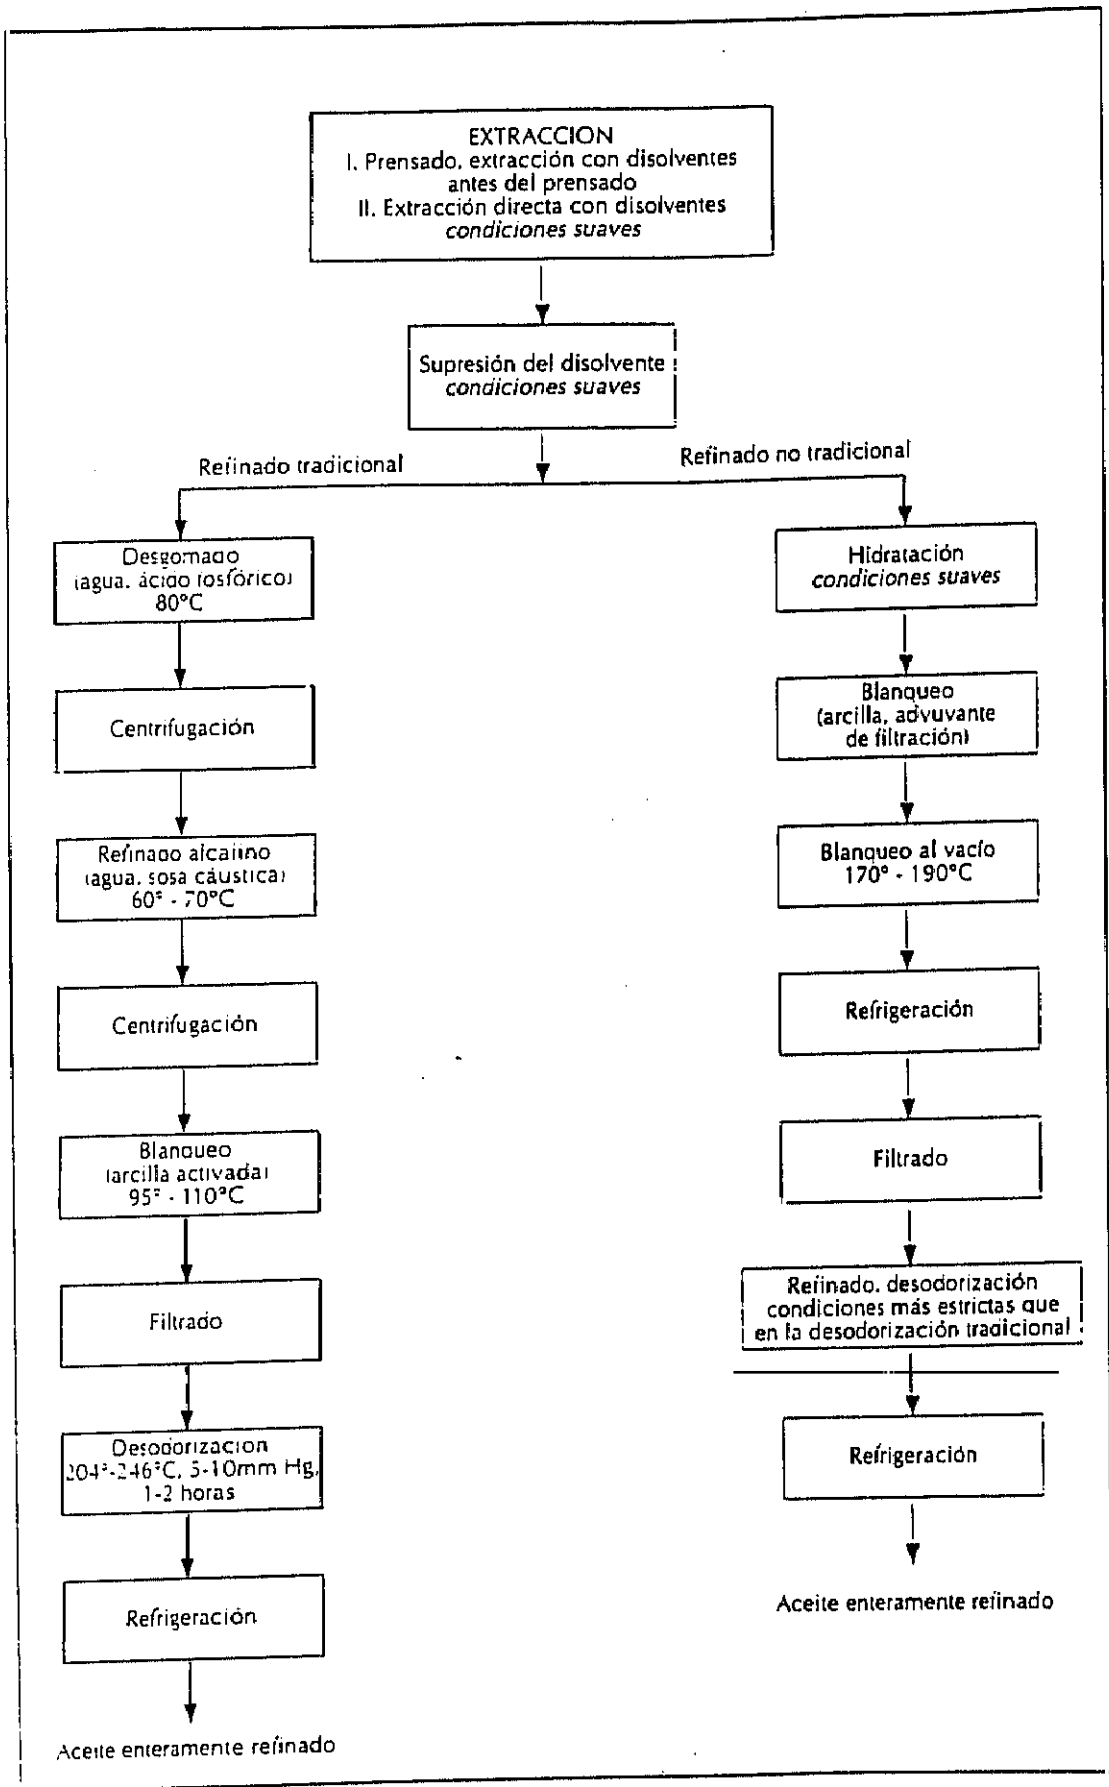 EXTRACCION
I. Prensado, extracción con disolventes
antes del prensado
II. Extracción directa con disolventes
condiciones suaves
Supresión del disolvente
condiciones suaves
Refinado tradicional
Refinado no tradicional
Desgomado
(agua, ácido fosfórico)
80°C
Centrifugación
Refinado alcalino
(agua, sosa cáustica)
60° - 70°C
Centrifugación
Blanqueo
(arcilla activada)
95° - 110°C
Filtrado
Desodorización
204°-246°C, 5-10mm Hg,
1-2 horas
Refrigeración
Aceite enteramente refinado
Hidratación
condiciones suaves
Blanqueo
(arcilla, advuvante
de filtración)
Blanqueo al vacío
170° - 190°C
Refrigeración
Filtrado
Refinado, desodorización
condiciones más estrictas que
en la desodorización tradicional
Refrigeración
Aceite enteramente refinado